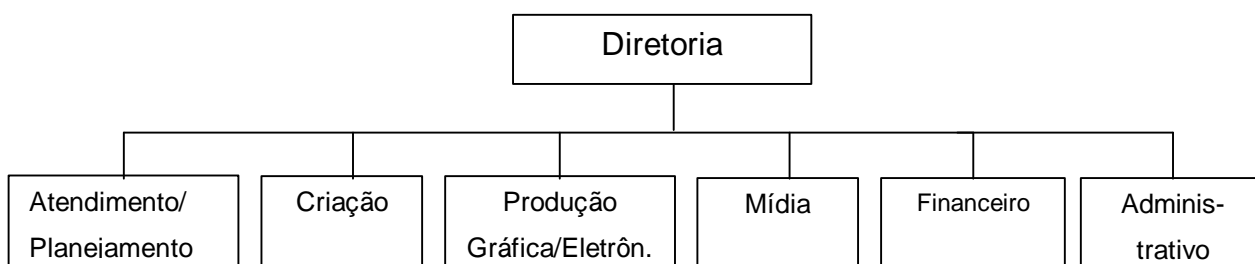 Diretoria
Atendimento/
Planejamento
Criação
Produção
Gráfica/Eletrôn.
Mídia
Financeiro
Adminis-
trativo